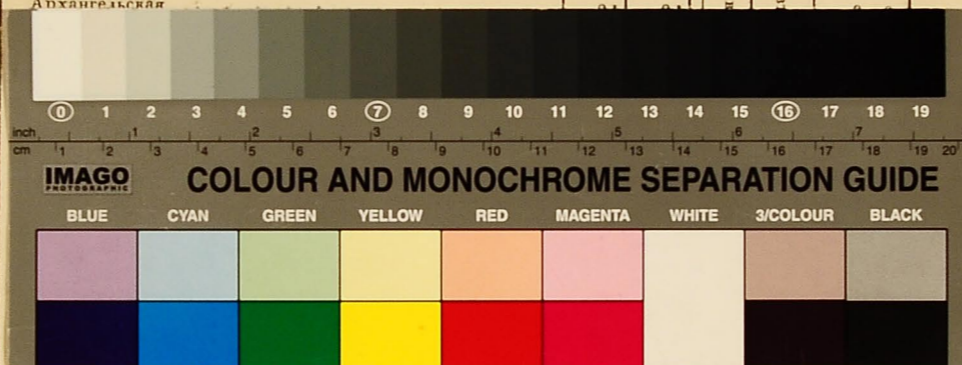 Архангельская
0 1 2 3 4 5 6 7 8 9 10 11 12 13 14 15 16 17 18 19
inch 1 2 3 4 5 6 7
cm 1 2 3 4 5 6 7 8 9 10 11 12 13 14 15 16 17 18 19 20
IMAGO
PHOTOGRAPHIC
COLOUR AND MONOCHROME SEPARATION GUIDE
BLUE CYAN GREEN YELLOW RED MAGENTA WHITE 3/COLOUR BLACK